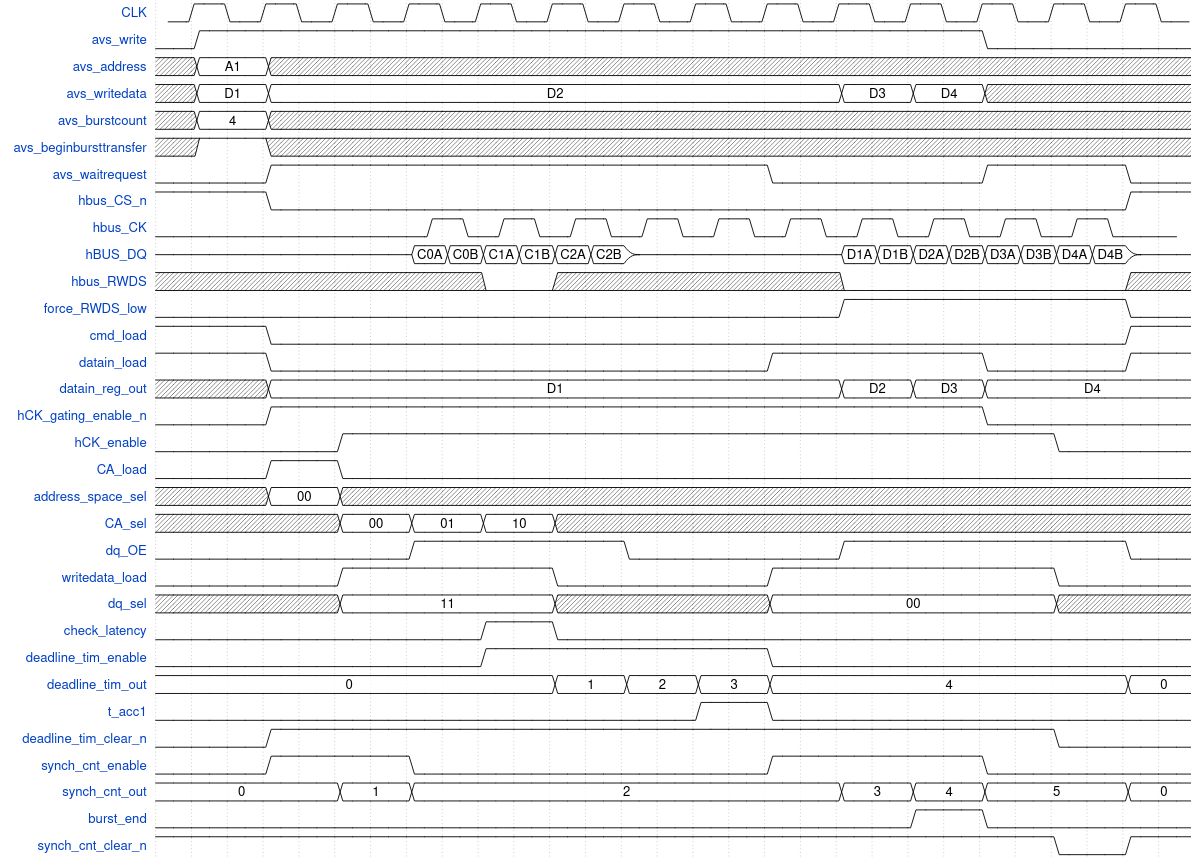 CLK
avs_write
avs_address A1
avs_writedata D1 D2 D3 D4
avs_burstcount 4
avs_beginbursttransfer
avs_waitrequest
hbus_CS_n
hbus_CK
hBUS_DQ C0A C0B C1A C1B C2A C2B D1A D1B D2A D2B D3A D3B D4A D4B
hbus_RWDS
force_RWDS_low
cmd_load
datain_load
datain_reg_out D1 D2 D3 D4
hCK_gating_enable_n
hCK_enable
CA_load
address_space_sel 00
CA_sel 00 01 10
dq_OE
writedata_load
dq_sel 11 00
check_latency
deadline_tim_enable
deadline_tim_out 0 1 2 3 4 0
t_acc1
deadline_tim_clear_n
synch_cnt_enable
synch_cnt_out 0 1 2 3 4 5 0
burst_end
synch_cnt_clear_n